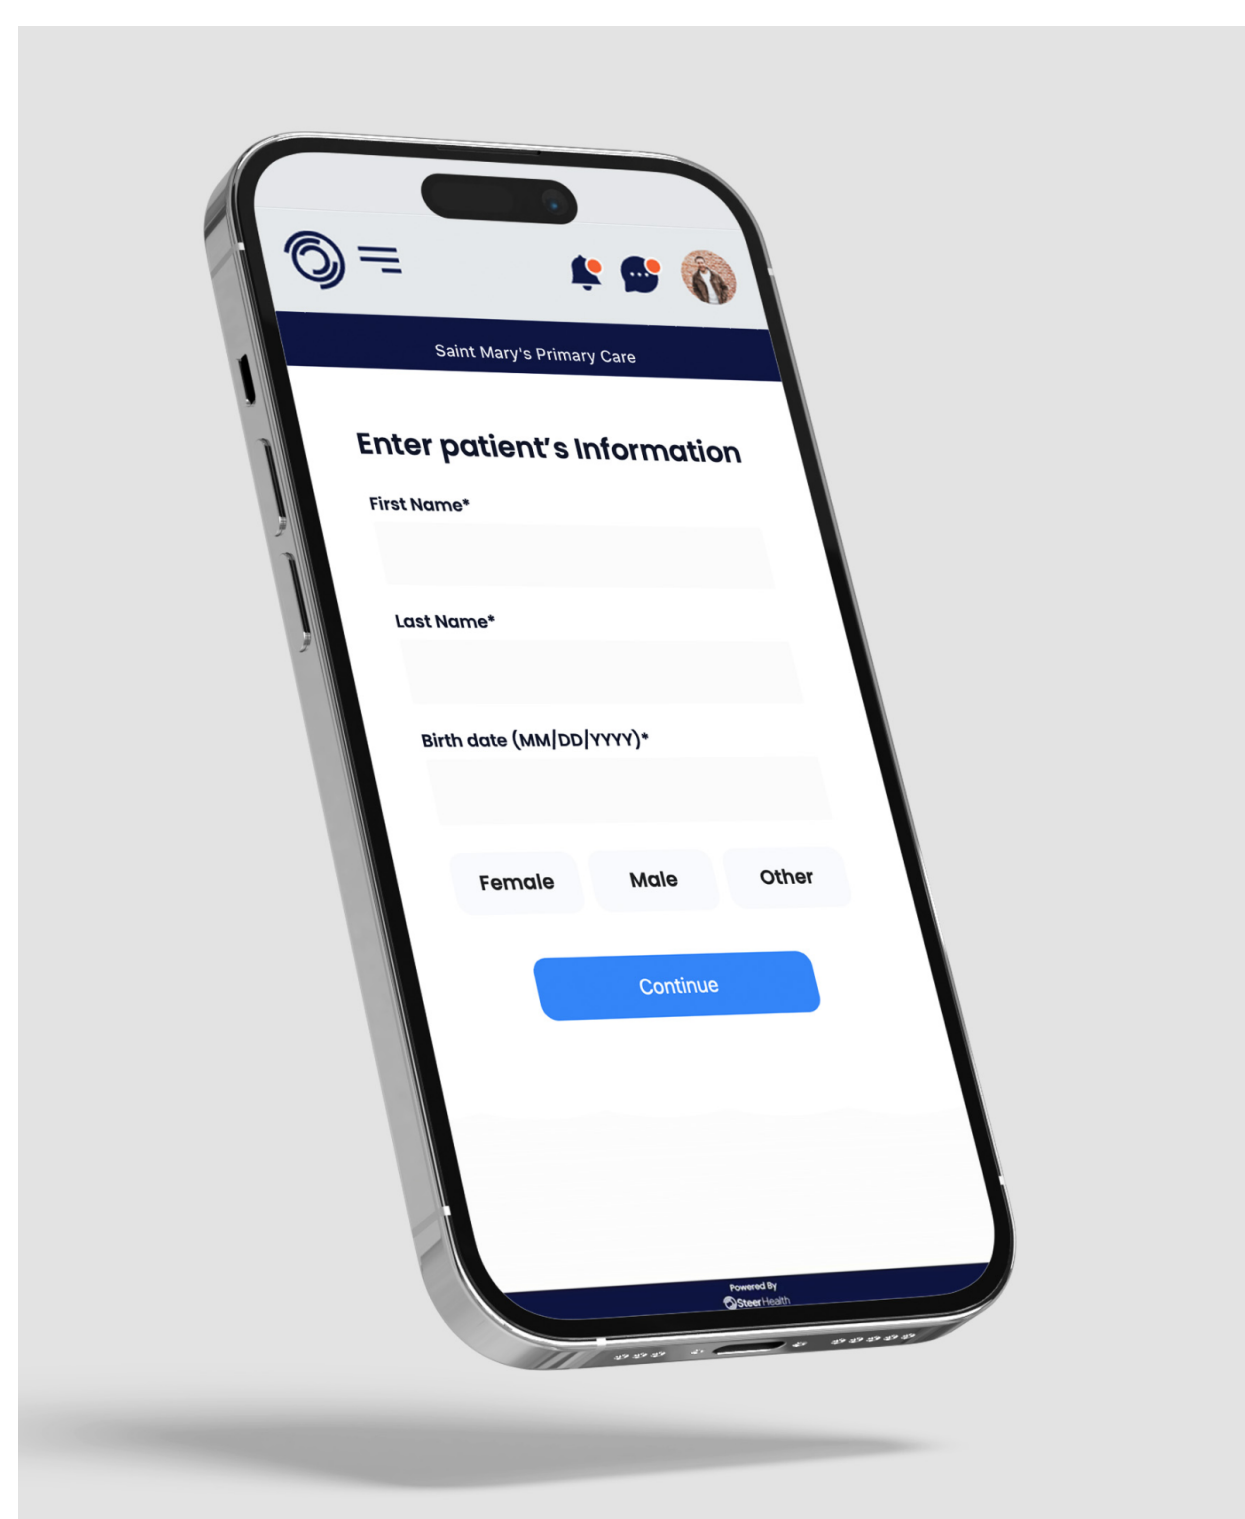 Saint Mary's Primary Care
Enter patient's Information
First Name*
Last Name*
Birth date (MM/DD/YYYY)*
Female Male Other
Continue
Powered By
SteerHealth